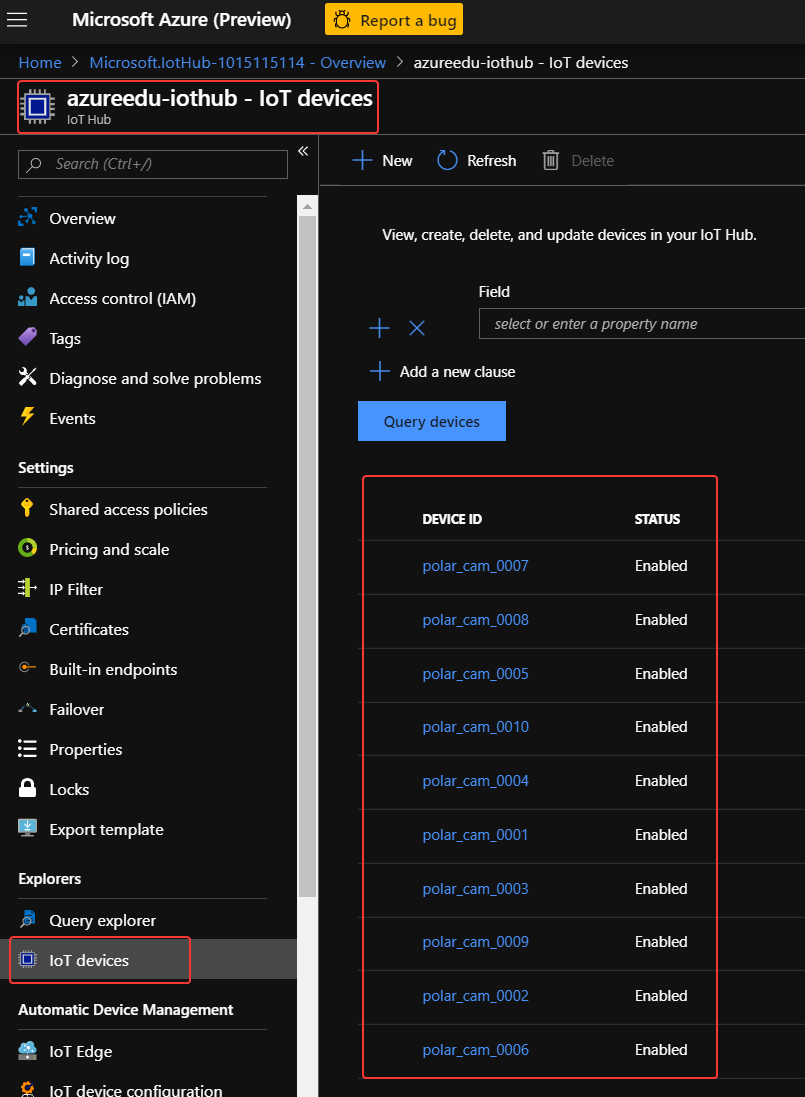 Microsoft Azure (Preview)
Report a bug
Home > Microsoft.IotHub-1015115114 - Overview > azureedu-iothub - IoT devices
azureedu-iothub - IoT devices
IoT Hub
Search (Ctrl+/)
«
Overview
Activity log
Access control (IAM)
Tags
Diagnose and solve problems
Events
Settings
Shared access policies
Pricing and scale
IP Filter
Certificates
Built-in endpoints
Failover
Properties
Locks
Export template
Explorers
Query explorer
IoT devices
Automatic Device Management
IoT Edge
IoT device configuration
New Refresh Delete
View, create, delete, and update devices in your IoT Hub.
Field
select or enter a property name
Add a new clause
Query devices
DEVICE ID STATUS
polar_cam_0007 Enabled
polar_cam_0008 Enabled
polar_cam_0005 Enabled
polar_cam_0010 Enabled
polar_cam_0004 Enabled
polar_cam_0001 Enabled
polar_cam_0003 Enabled
polar_cam_0009 Enabled
polar_cam_0002 Enabled
polar_cam_0006 Enabled